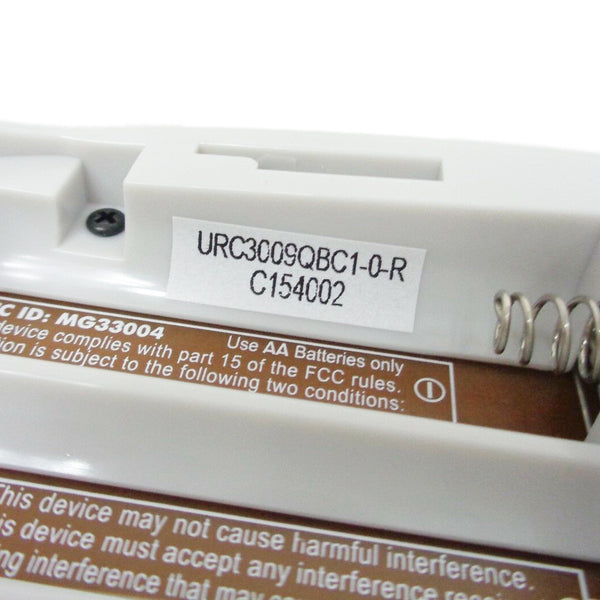 URC3009QBC1-0-R
C154002
C ID: MG33004
Use AA Batteries only
device complies with part 15 of the FCC rules.
is subject to the following two conditions:
This device may not cause harmful interference.
device must accept any interference
interference that may